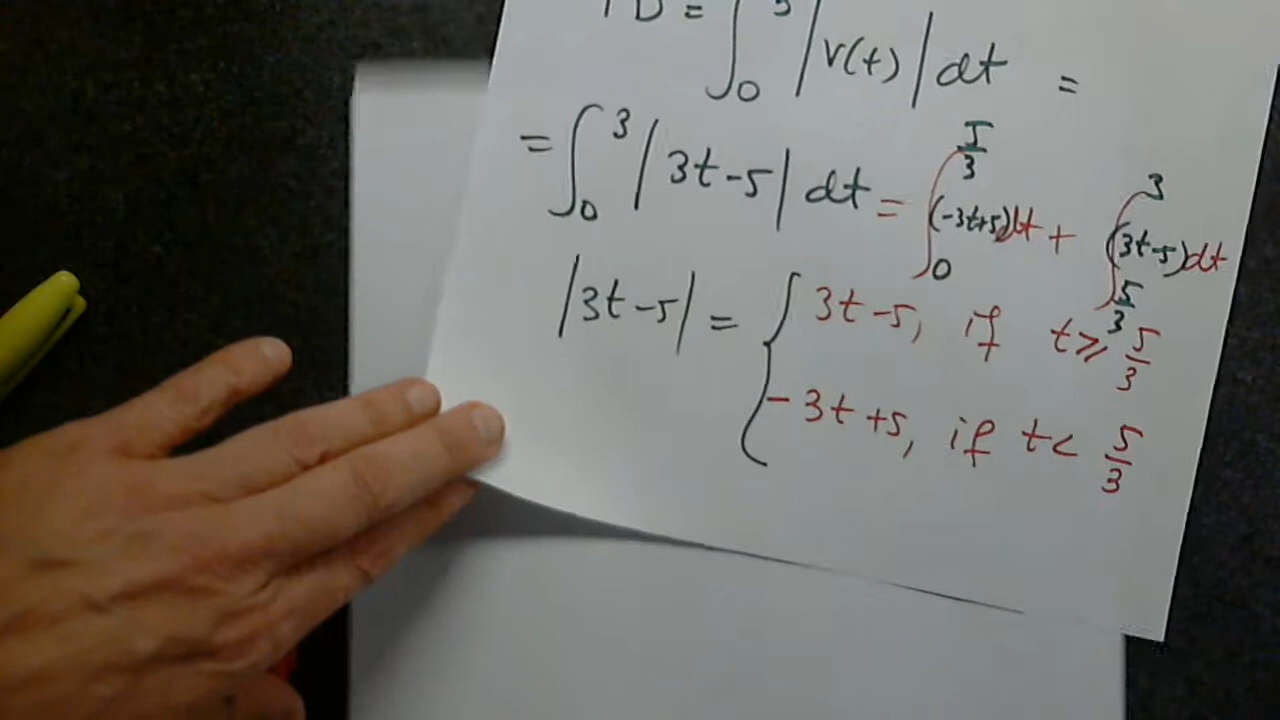 TD = ∫₀³ |v(t)| dt =
= ∫₀³ |3t-5| dt = ∫₀^{5/3} (-3t+5)dt + ∫_{5/3}^3 (3t-5)dt
|3t-5| = { 3t-5, if t ≥ 5/3
-3t+5, if t < 5/3